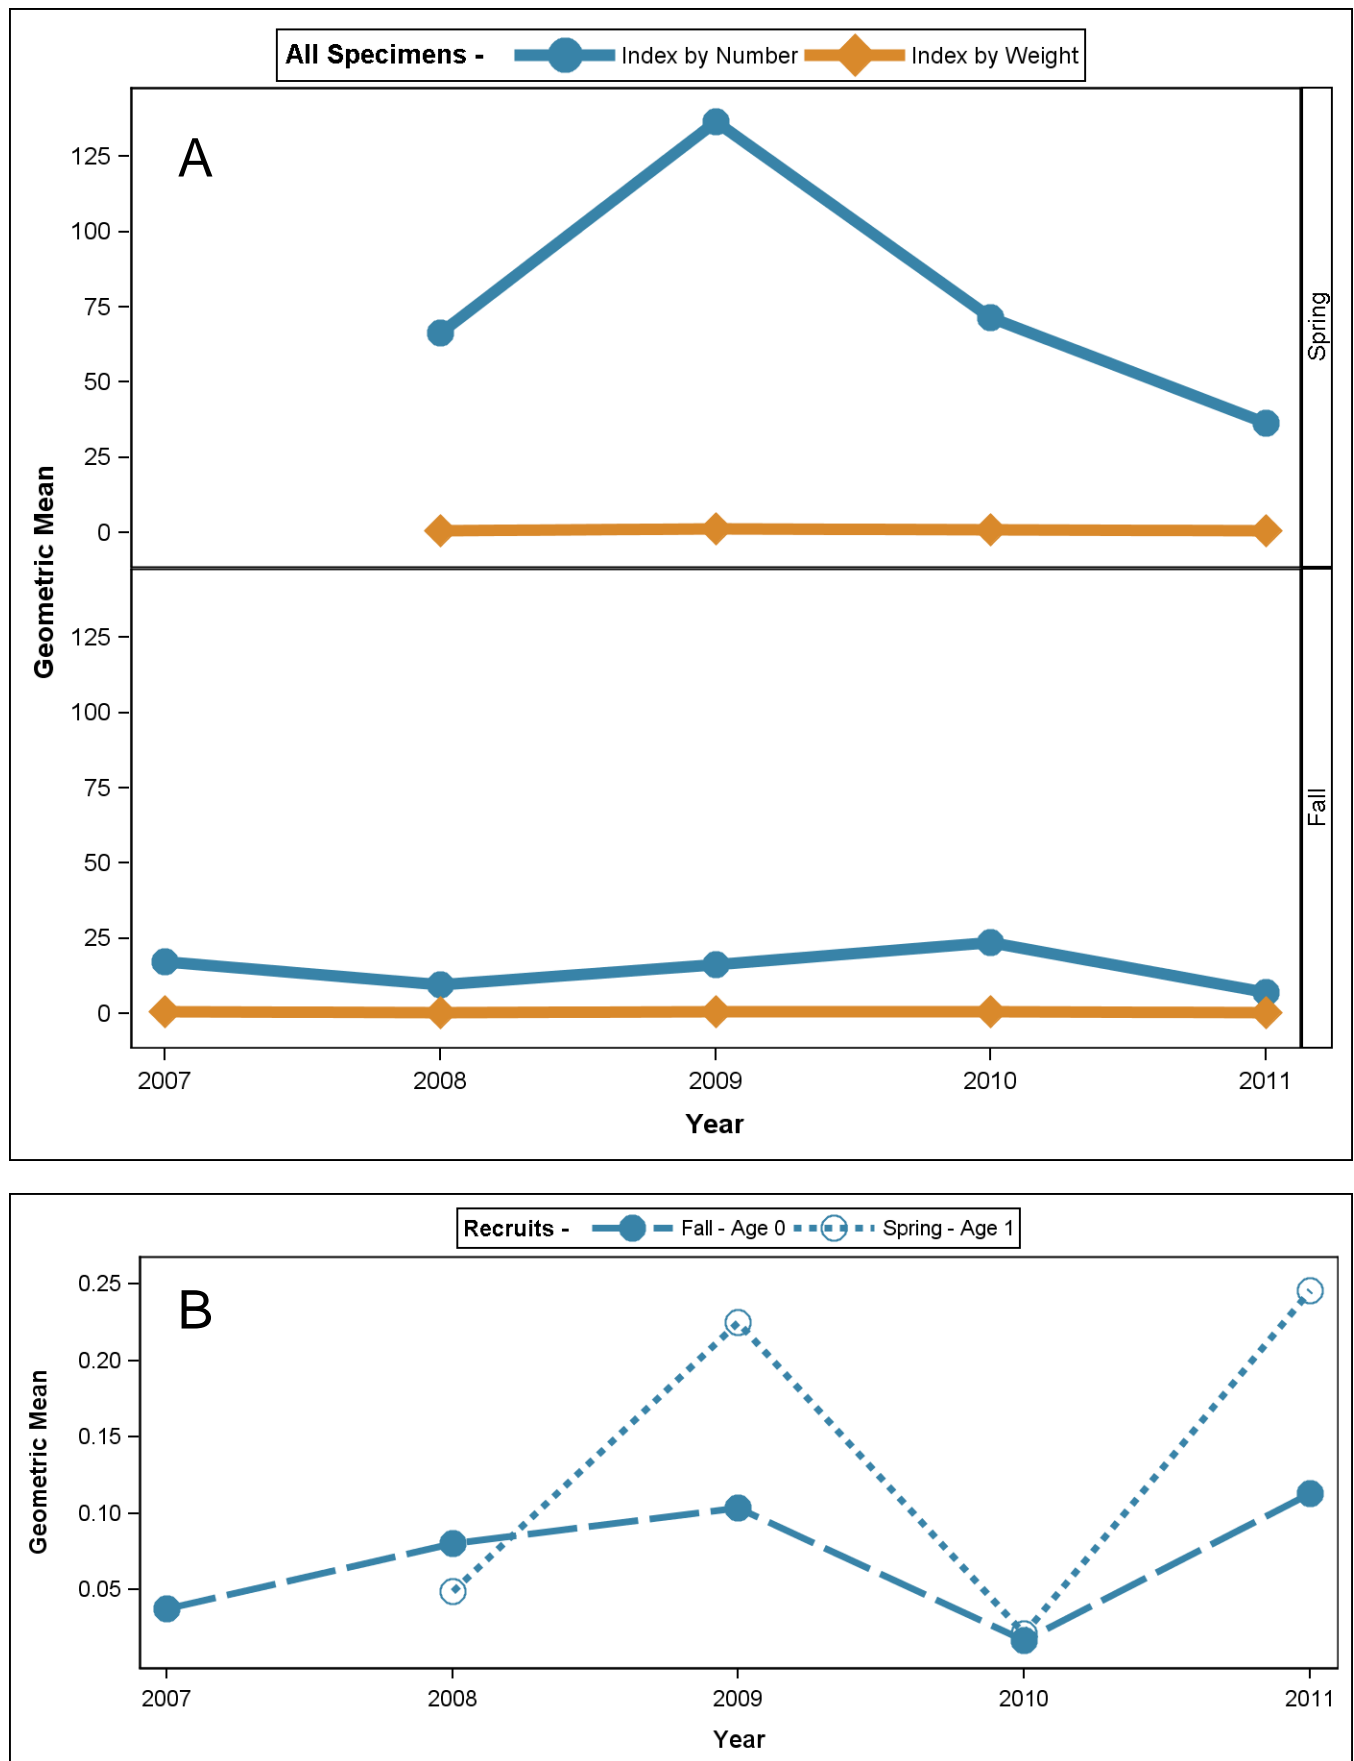 All Specimens - Index by Number Index by Weight
A
125
100
75
50
25
0
Spring
Geometric Mean
125
100
75
50
25
0
Fall
2007 2008 2009 2010 2011
Year
Recruits - Fall - Age 0 Spring - Age 1
B
0.25
0.20
0.15
0.10
0.05
Geometric Mean
2007 2008 2009 2010 2011
Year